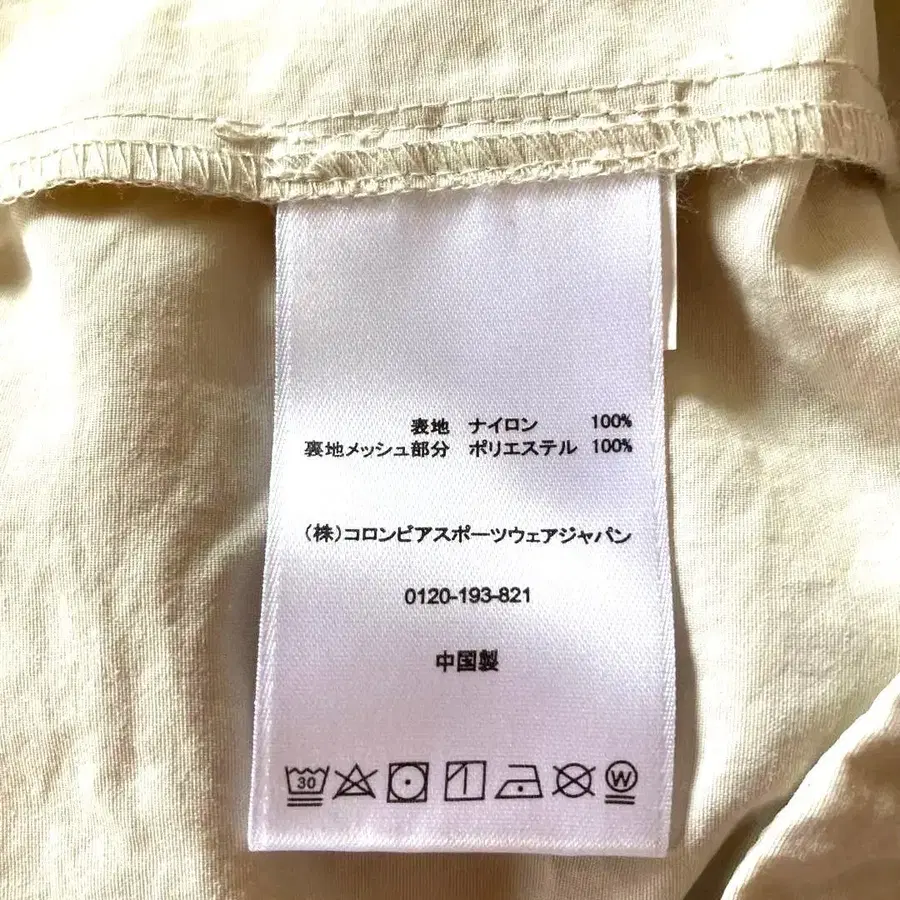 表地 ナイロン 100%
裏地メッシュ部分 ポリエステル 100%
(株)コロンビアスポーツウェアジャパン
0120-193-821
中国製
30 W